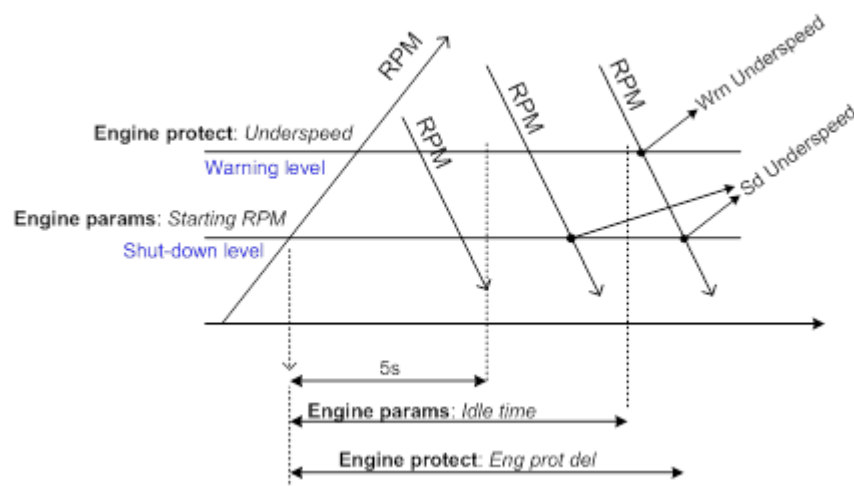 RPM
RPM
RPM
RPM
Wrn Underspeed
Engine protect: Underspeed
Warning level
Sd Underspeed
Engine params: Starting RPM
Shut-down level
5s
Engine params: Idle time
Engine protect: Eng prot del